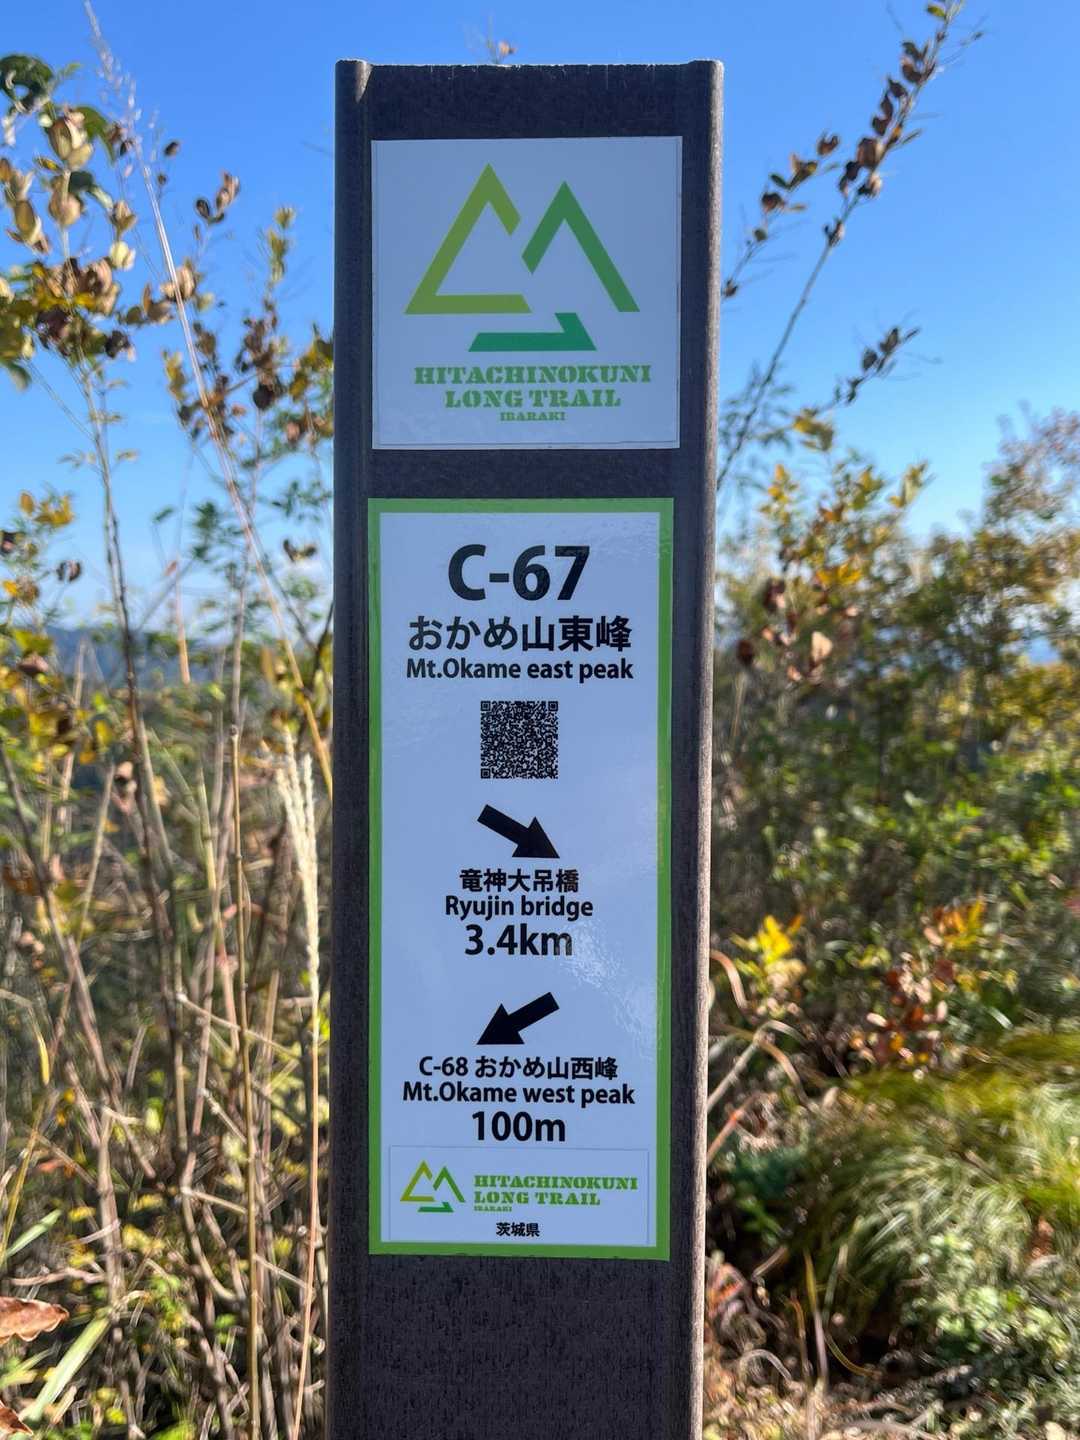 HITACHINOKUNI
LONG TRAIL
IBARAKI
C-67
おかめ山東峰
Mt.Okame east peak
竜神大吊橋
Ryujin bridge
3.4km
C-68 おかめ山西峰
Mt.Okame west peak
100m
HITACHINOKUNI
LONG TRAIL
IBARAKI
茨城県